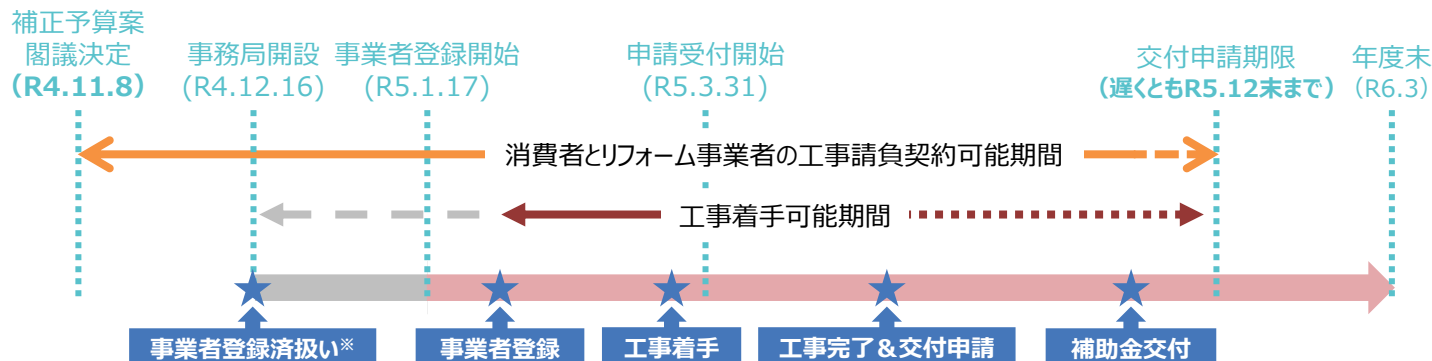 補正予算案
閣議決定
(R4.11.8)
事務局開設
(R4.12.16)
事業者登録開始
(R5.1.17)
申請受付開始
(R5.3.31)
交付申請期限
(遅くともR5.12末まで)
年度末
(R6.3)
消費者とリフォーム事業者の工事請負契約可能期間
工事着手可能期間
事業者登録済扱い※
事業者登録
工事着手
工事完了&交付申請
補助金交付